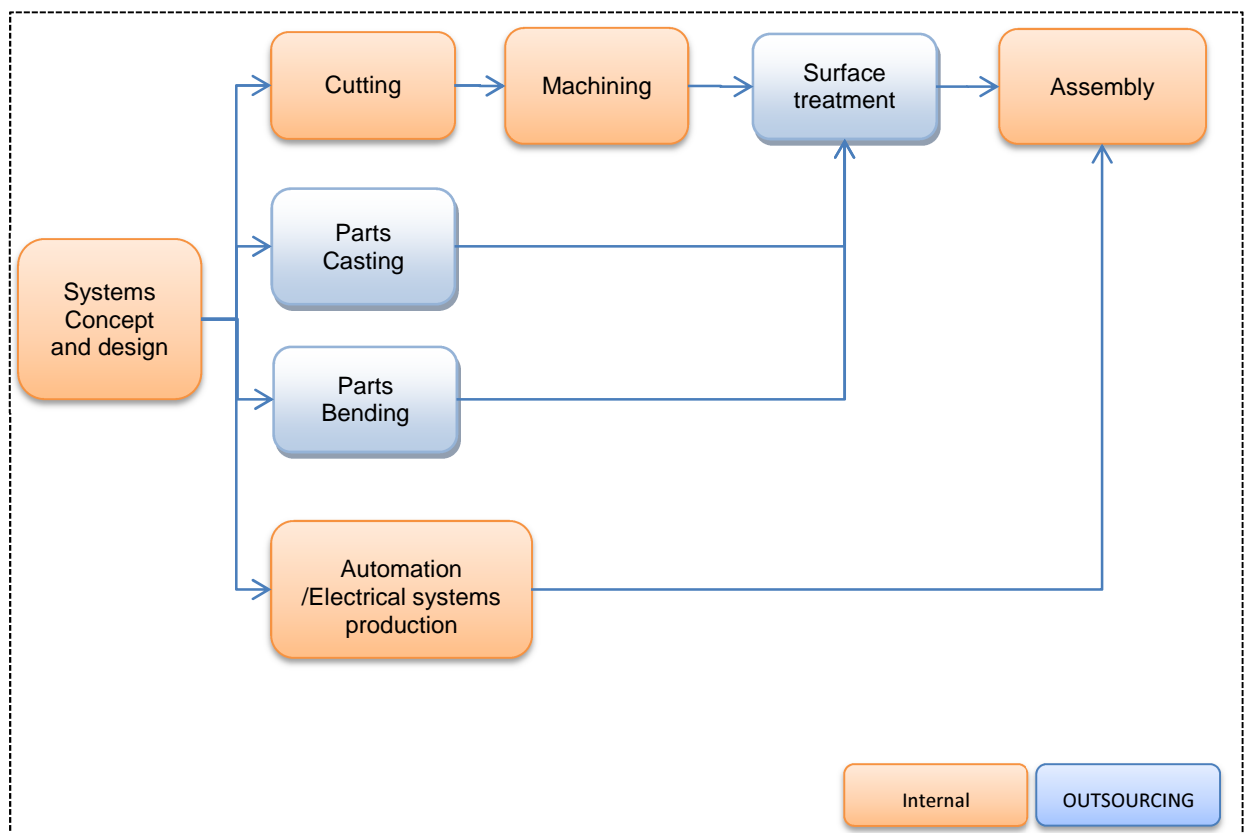 Cutting
Machining
Surface
treatment
Assembly
Parts
Casting
Systems
Concept
and design
Parts
Bending
Automation
/Electrical systems
production
Internal
OUTSOURCING